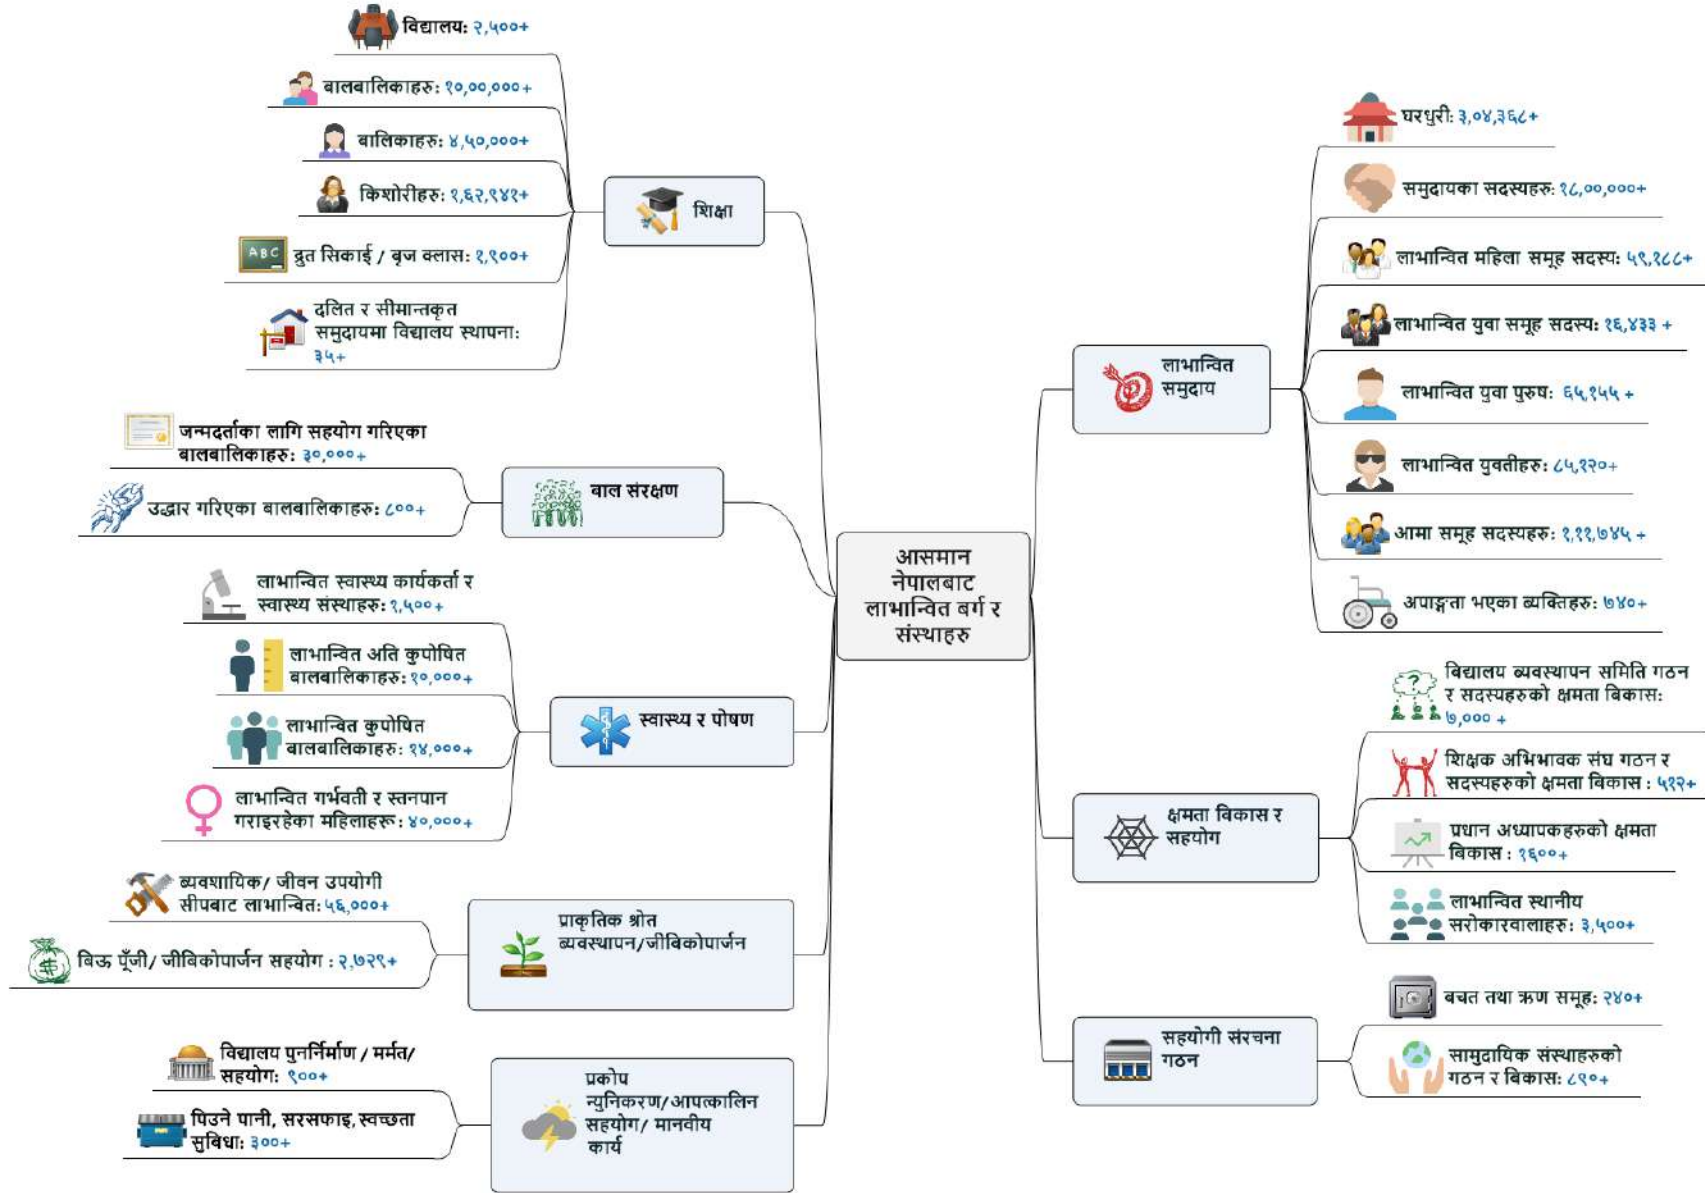 विद्यालय: २,५००+
बालबालिकाहरु: १०,००,०००+
बालिकाहरु: ४,५०,०००+
किशोरीहरु: १,६२,९४१+
ABC
द्रुत सिकाई / बृज क्लास: १,९००+
दलित र सीमान्तकृत
समुदायमा विद्यालय स्थापना:
३५+
शिक्षा
जन्मदर्ताका लागि सहयोग गरिएका
बालबालिकाहरु: ३०,०००+
उद्धार गरिएका बालबालिकाहरु: ८००+
बाल संरक्षण
लाभान्वित स्वास्थ्य कार्यकर्ता र
स्वास्थ्य संस्थाहरु: १,५००+
लाभान्वित अति कुपोषित
बालबालिकाहरु: १०,०००+
लाभान्वित कुपोषित
बालबालिकाहरु: १४,०००+
लाभान्वित गर्भवती र स्तनपान
गराइरहेका महिलाहरू: ४०,०००+
स्वास्थ्य र पोषण
ब्यवशायिक/ जीवन उपयोगी
सीपबाट लाभान्वित: ५६,०००+
बिऊ पूँजी/ जीबिकोपार्जन सहयोग : २,७२९+
प्राकृतिक श्रोत
ब्यवस्थापन/जीबिकोपार्जन
विद्यालय पुनर्निर्माण / मर्मत/
सहयोग: ९००+
पिउने पानी, सरसफाइ, स्वच्छता
सुबिधा: ३००+
प्रकोप
न्युनिकरण/आपत्कालिन
सहयोग/ मानवीय
कार्य
आसमान
नेपालबाट
लाभान्वित बर्ग र
संस्थाहरु
घरधुरी: ३,०४,३६८+
समुदायका सदस्यहरु: १८,००,०००+
लाभान्वित महिला समूह सदस्य: ५९,१८८+
लाभान्वित युवा समूह सदस्य: १६,४३३ +
लाभान्वित युवा पुरुष: ६५,१५५ +
लाभान्वित युवतीहरु: ८५,१२०+
आमा समूह सदस्यहरु: १,११,७४५ +
अपाङ्गता भएका ब्यक्तिहरु: ७४०+
लाभान्वित
समुदाय
बिद्यालय ब्यवस्थापन समिति गठन
र सदस्यहरुको क्षमता बिकास:
७,००० +
शिक्षक अभिभावक संघ गठन र
सदस्यहरुको क्षमता विकास : ५१२+
प्रधान अध्यापकहरुको क्षमता
बिकास : १६००+
लाभान्वित स्थानीय
सरोकारवालाहरु: ३,५००+
क्षमता विकास र
सहयोग
बचत तथा ऋण समूह: २४०+
सामुदायिक संस्थाहरुको
गठन र बिकास: ८९०+
सहयोगी संरचना
गठन